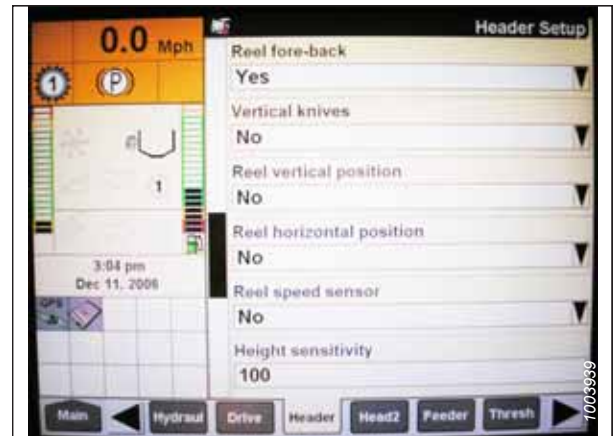 0.0 Mph
Header Setup
Reel fore-back
Yes
1
(P)
Vertical knives
No
Reel vertical position
No
1
Reel horizontal position
No
3:04 pm
Dec 11, 2006
Reel speed sensor
No
GPS
Height sensitivity
100
Main
Hydraul
Drive
Header
Head2
Feeder
Thresh
1003939